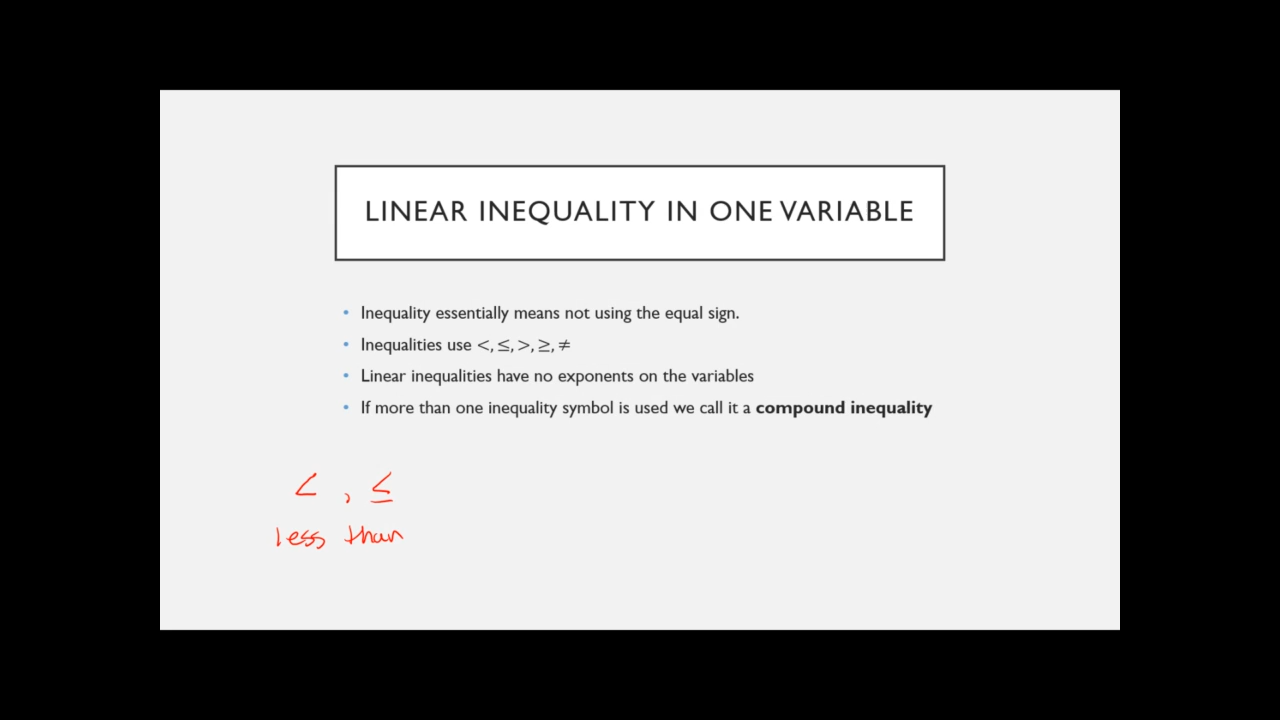 LINEAR INEQUALITY IN ONE VARIABLE
• Inequality essentially means not using the equal sign.
• Inequalities use <, ≤, >, ≥, ≠
• Linear inequalities have no exponents on the variables
• If more than one inequality symbol is used we call it a compound inequality
< , ≤
less than